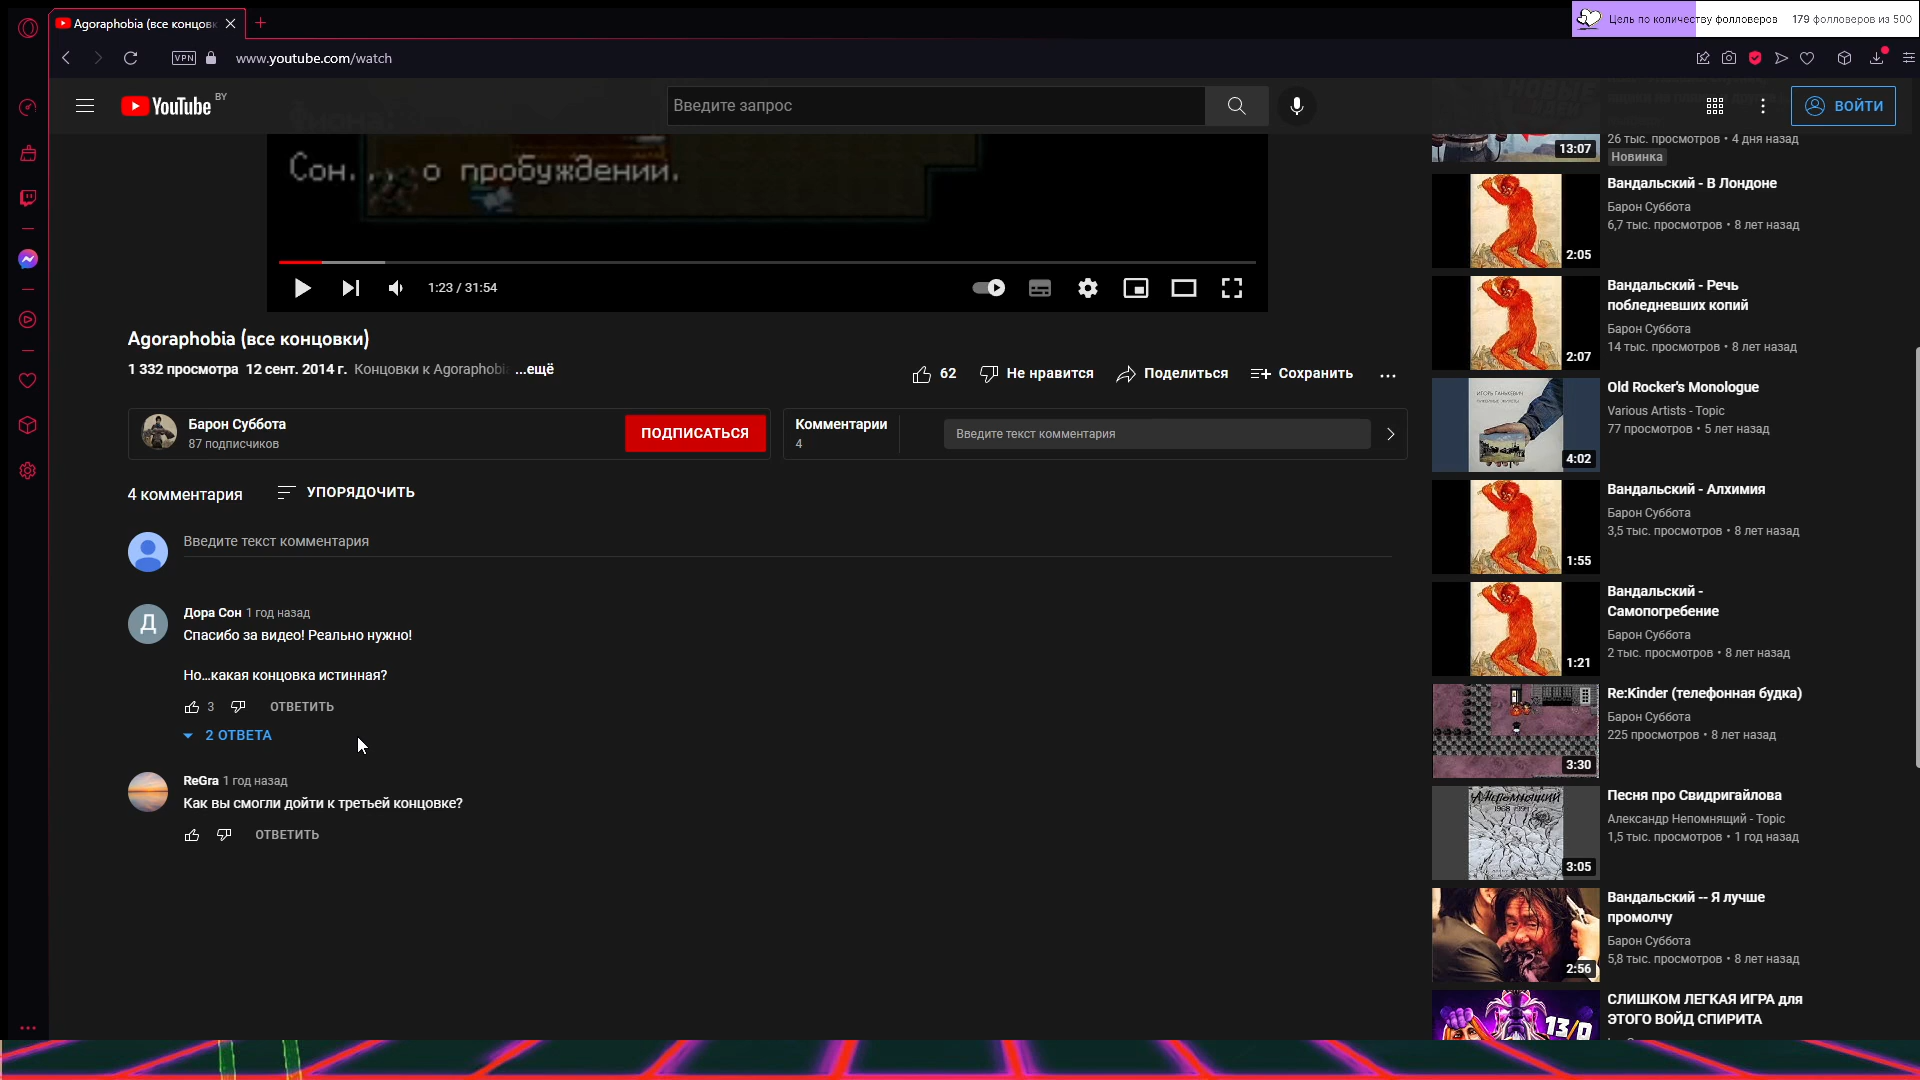 Agoraphobia (все концовк
Цель по количеству фолловеров 179 фолловеров из 500
VPN www.youtube.com/watch
YouTube BY
Введите запрос
ВОЙТИ
Сон... о пробуждении.
1:23 / 31:54
Agoraphobia (все концовки)
1 332 просмотра 12 сент. 2014 г. Концовки к Agoraphobi ...ещё
62 Не нравится Поделиться Сохранить
Барон Суббота
87 подписчиков
ПОДПИСАТЬСЯ
Комментарии
4
Введите текст комментария
4 комментария УПОРЯДОЧИТЬ
Введите текст комментария
Д
Дора Сон 1 год назад
Спасибо за видео! Реально нужно!
Но...какая концовка истинная?
3 ОТВЕТИТЬ
2 ОТВЕТА
ReGra 1 год назад
Как вы смогли дойти к третьей концовке?
ОТВЕТИТЬ
НОВЫЕ
13:07
26 тыс. просмотров • 4 дня назад
Новинка
2:05
Вандальский - В Лондоне
Барон Суббота
6,7 тыс. просмотров • 8 лет назад
2:07
Вандальский - Речь
побледневших копий
Барон Суббота
14 тыс. просмотров • 8 лет назад
4:02
Old Rocker's Monologue
Various Artists - Topic
77 просмотров • 5 лет назад
1:55
Вандальский - Алхимия
Барон Суббота
3,5 тыс. просмотров • 8 лет назад
1:21
Вандальский -
Самопогребение
Барон Суббота
2 тыс. просмотров • 8 лет назад
3:30
Re:Kinder (телефонная будка)
Барон Суббота
225 просмотров • 8 лет назад
3:05
Песня про Свидригайлова
Александр Непомнящий - Topic
1,5 тыс. просмотров • 1 год назад
2:56
Вандальский -- Я лучше
промолчу
Барон Суббота
5,8 тыс. просмотров • 8 лет назад
13/0
СЛИШКОМ ЛЕГКАЯ ИГРА для
ЭТОГО ВОЙД СПИРИТА